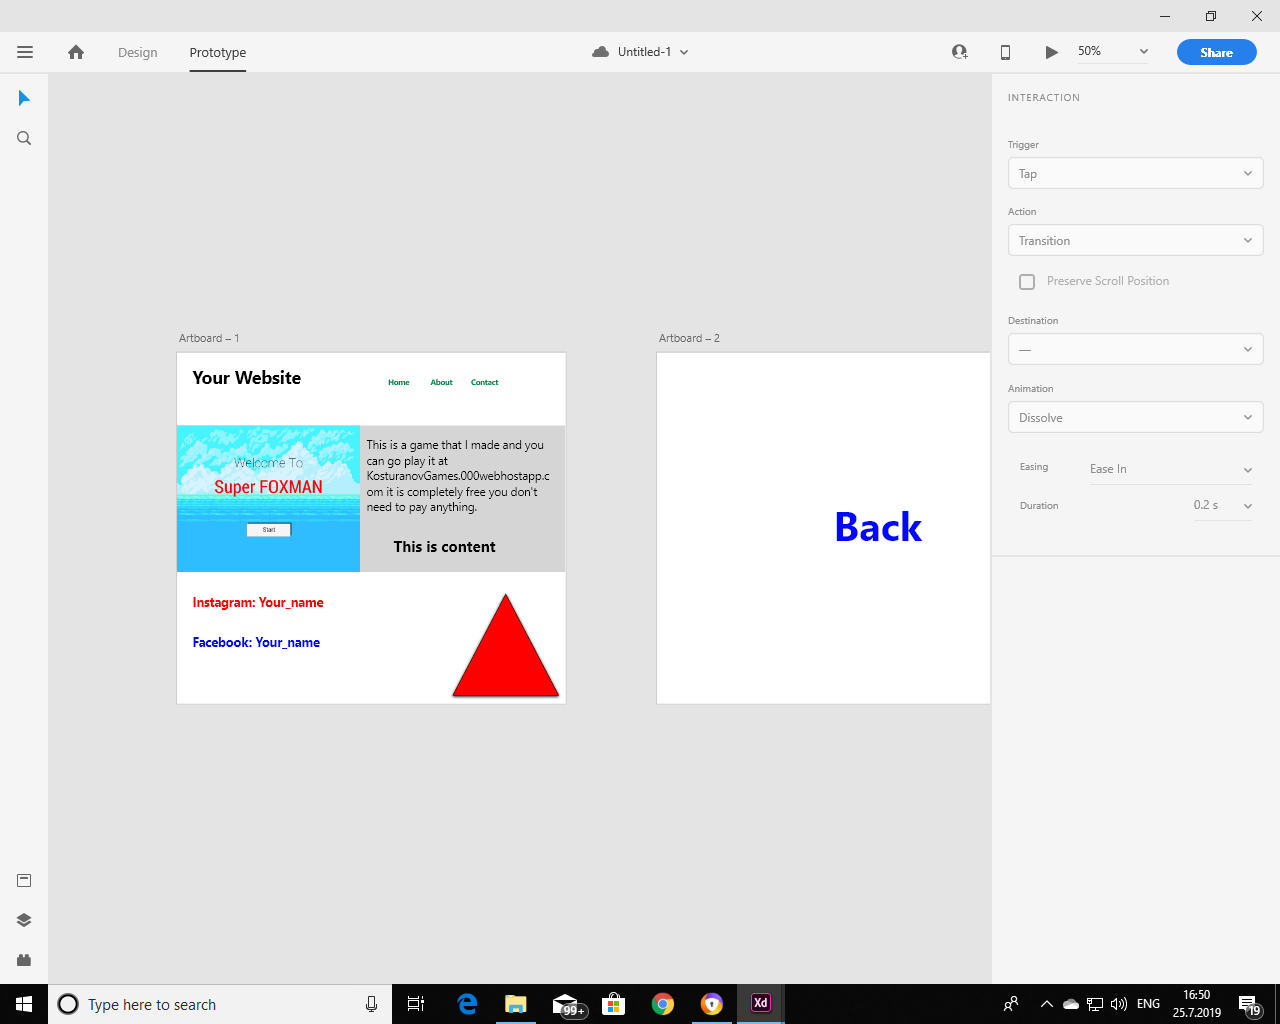 Design
Prototype
Untitled-1
50%
Share
INTERACTION
Trigger
Tap
Action
Transition
Preserve Scroll Position
Destination
—
Animation
Dissolve
Easing
Ease In
Duration
0.2 s
Artboard – 1
Your Website
Home
About
Contact
Welcome To
Super FOXMAN
Start
This is a game that I made and you
can go play it at
KosturanovGames.000webhostapp.c
om it is completely free you don't
need to pay anything.
This is content
Instagram: Your_name
Facebook: Your_name
Artboard – 2
Back
Type here to search
99+
Xd
ENG
16:50
25.7.2019
19